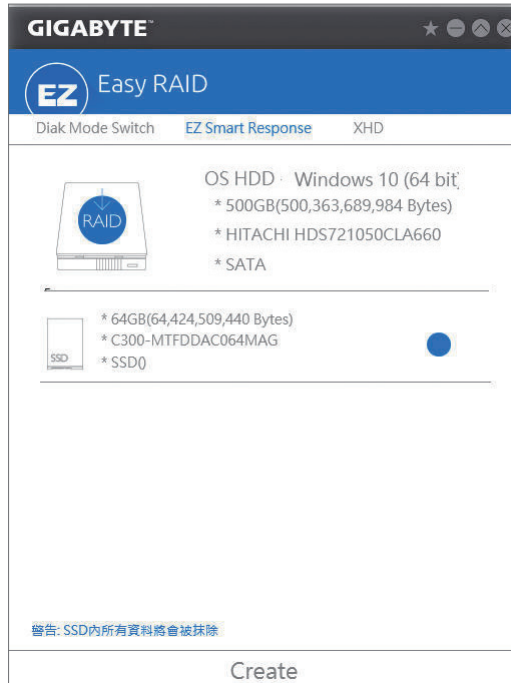 GIGABYTE™
EZ Easy RAID
Diak Mode Switch EZ Smart Response XHD
RAID
OS HDD · Windows 10 (64 bit)
* 500GB(500,363,689,984 Bytes)
* HITACHI HDS721050CLA660
* SATA
SSD
* 64GB(64,424,509,440 Bytes)
* C300-MTFDDAC064MAG
* SSD()
警告: SSD內所有資料將會被抹除
Create